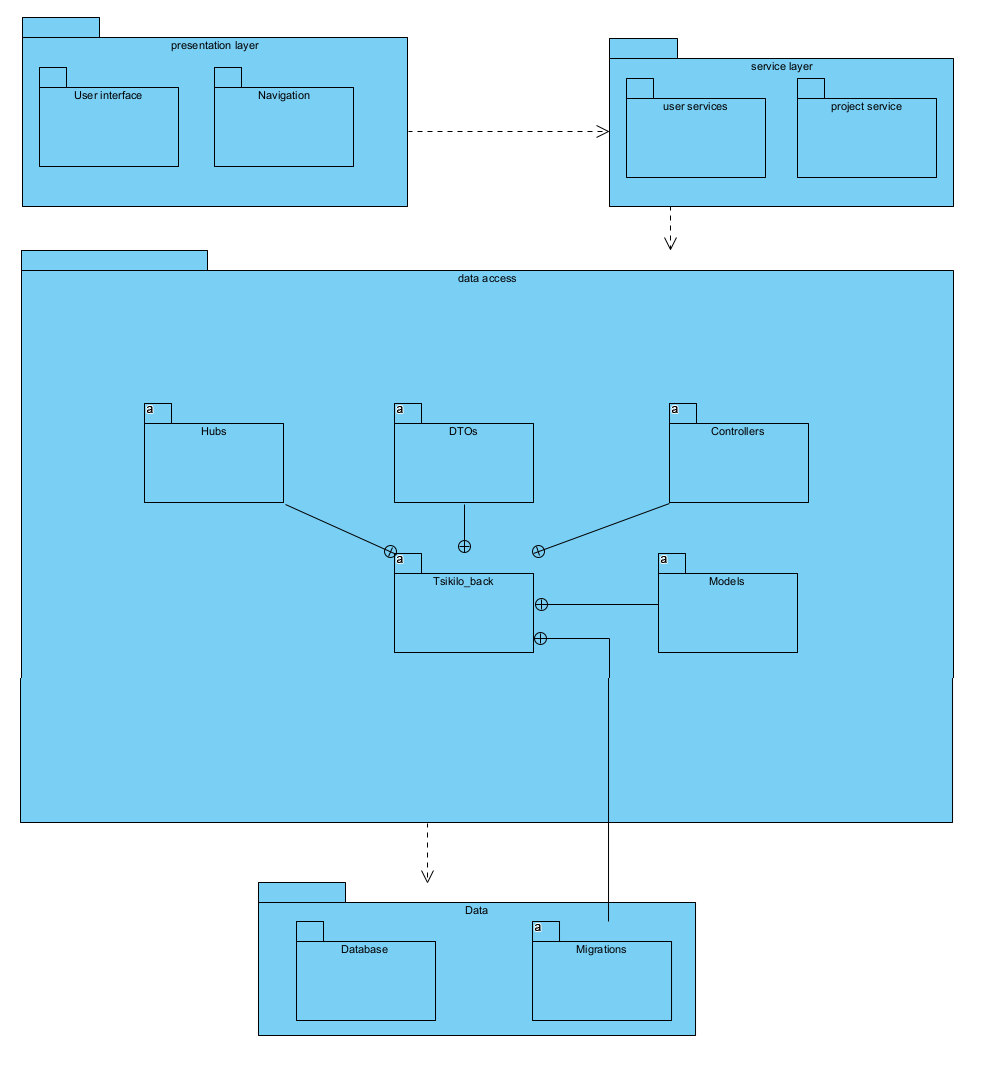 presentation layer
User interface
Navigation
service layer
user services
project service
data access
a
Hubs
a
DTOs
a
Controllers
a
Tsikilo_back
a
Models
Data
Database
a
Migrations